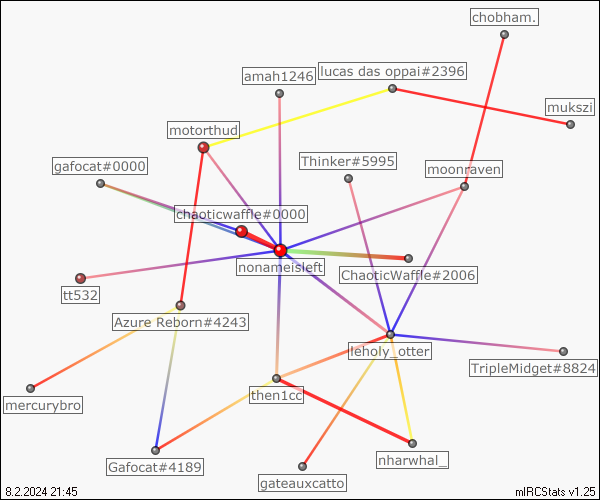 chobham.
amah1246
lucas das oppai#2396
mukszi
motorthud
gafocat#0000
Thinker#5995
moonraven
chaoticwaffle#0000
nonameisleft
ChaoticWaffle#2006
tt532
Azure Reborn#4243
leholy_otter
TripleMidget#8824
mercurybro
then1cc
Gafocat#4189
nharwhal_
gateauxcatto
8.2.2024 21:45
mIRCStats v1.25